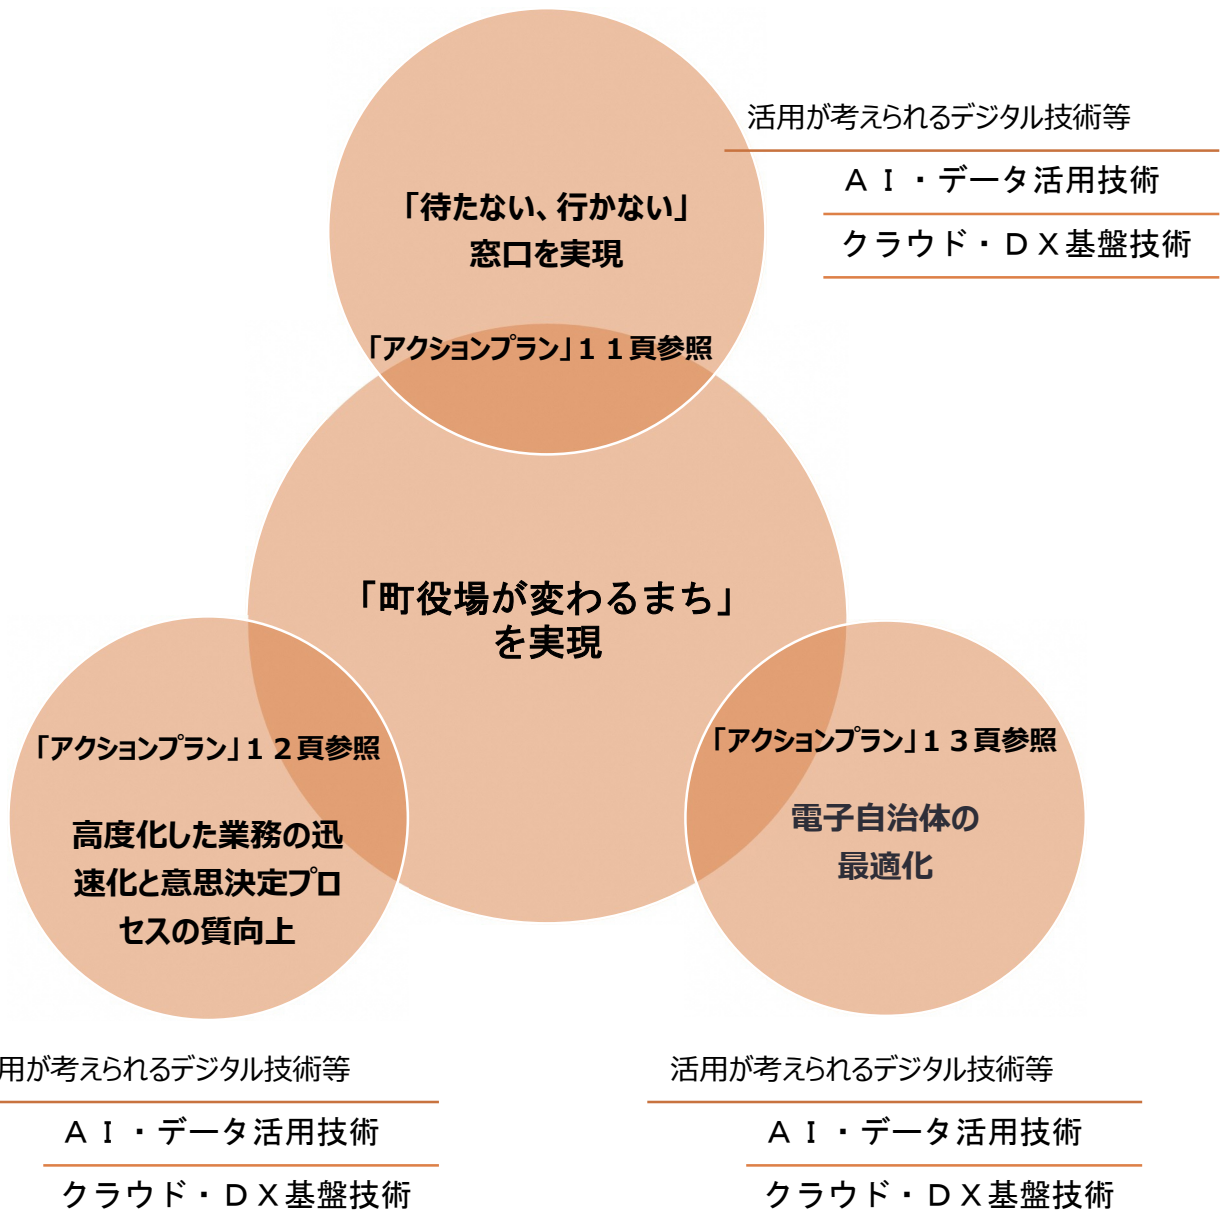 活用が考えられるデジタル技術等
ＡＩ・データ活用技術
クラウド・ＤＸ基盤技術
「待たない、行かない」
窓口を実現
「アクションプラン」１１頁参照
「町役場が変わるまち」
を実現
「アクションプラン」１２頁参照
高度化した業務の迅
速化と意思決定プロ
セスの質向上
「アクションプラン」１３頁参照
電子自治体の
最適化
用が考えられるデジタル技術等
ＡＩ・データ活用技術
クラウド・ＤＸ基盤技術
活用が考えられるデジタル技術等
ＡＩ・データ活用技術
クラウド・ＤＸ基盤技術